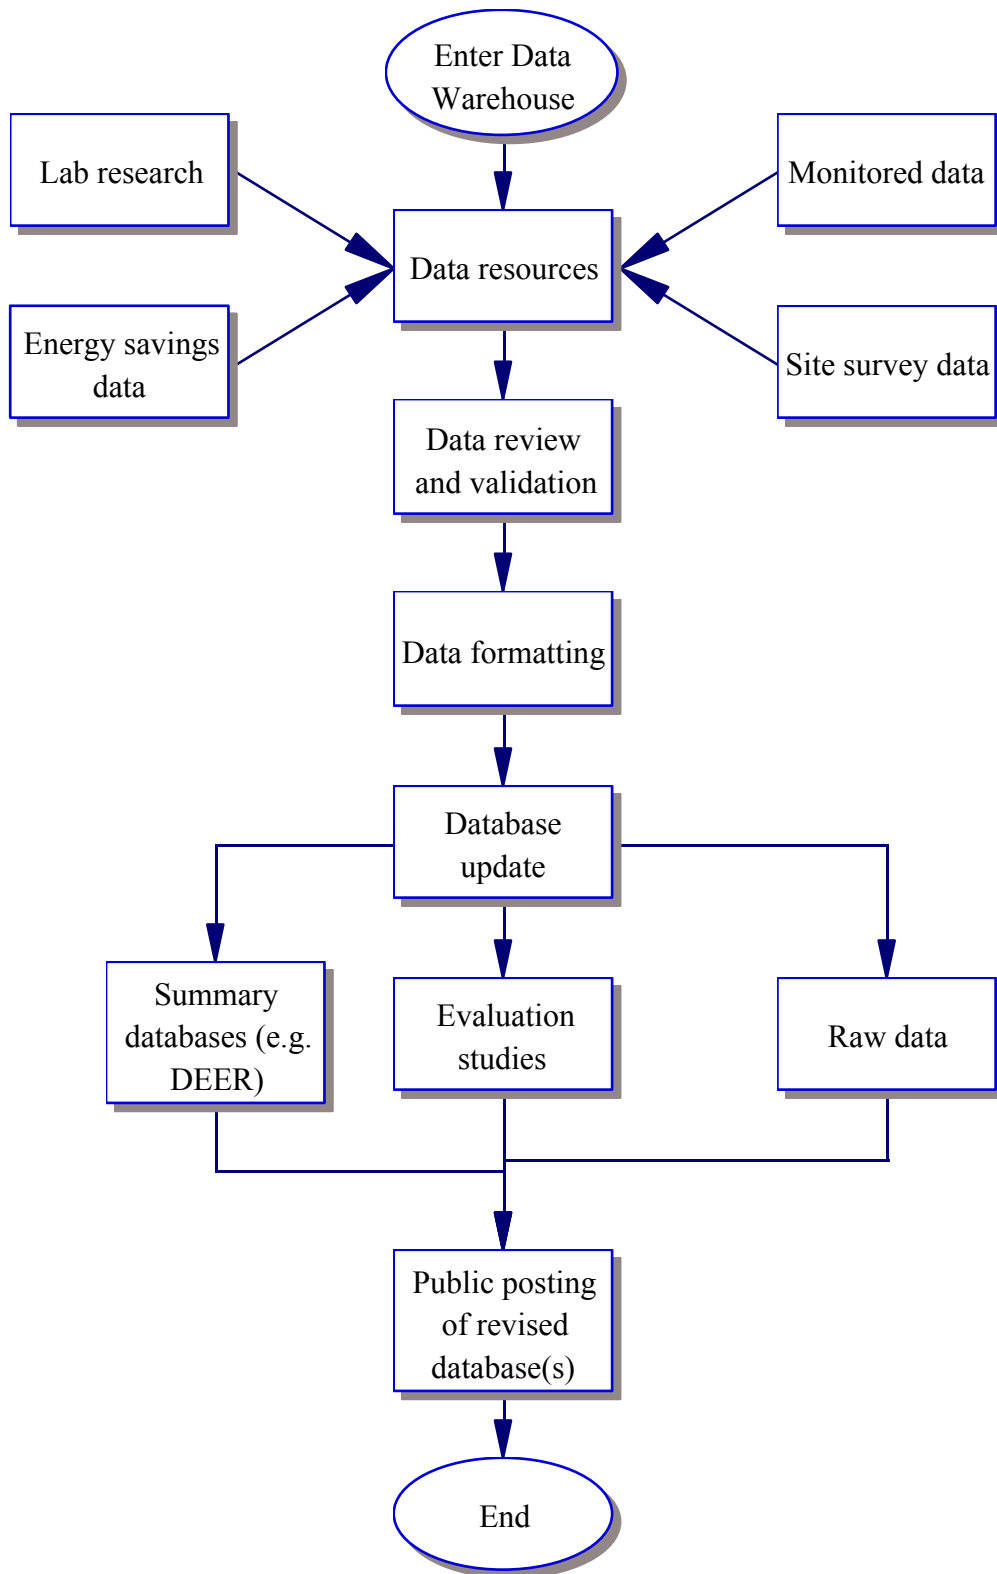 Enter Data
Warehouse
Lab research
Monitored data
Data resources
Energy savings
data
Site survey data
Data review
and validation
Data formatting
Database
update
Summary
databases (e.g.
DEER)
Evaluation
studies
Raw data
Public posting
of revised
database(s)
End